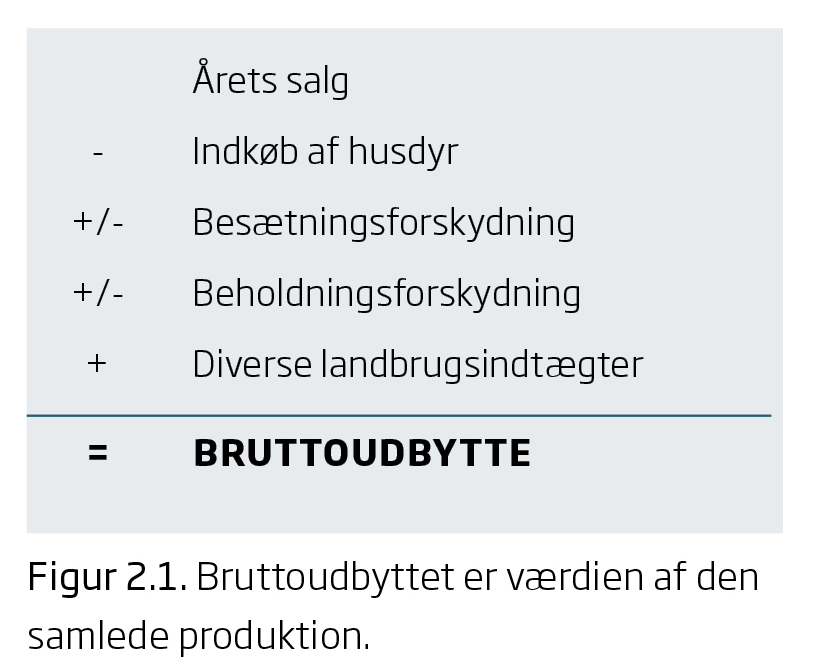 Årets salg
- Indkøb af husdyr
+/- Besætningsforskydning
+/- Beholdningsforskydning
+ Diverse landbrugsindtægter
= BRUTTOUDBYTTE
Figur 2.1. Bruttoudbyttet er værdien af den
samlede produktion.